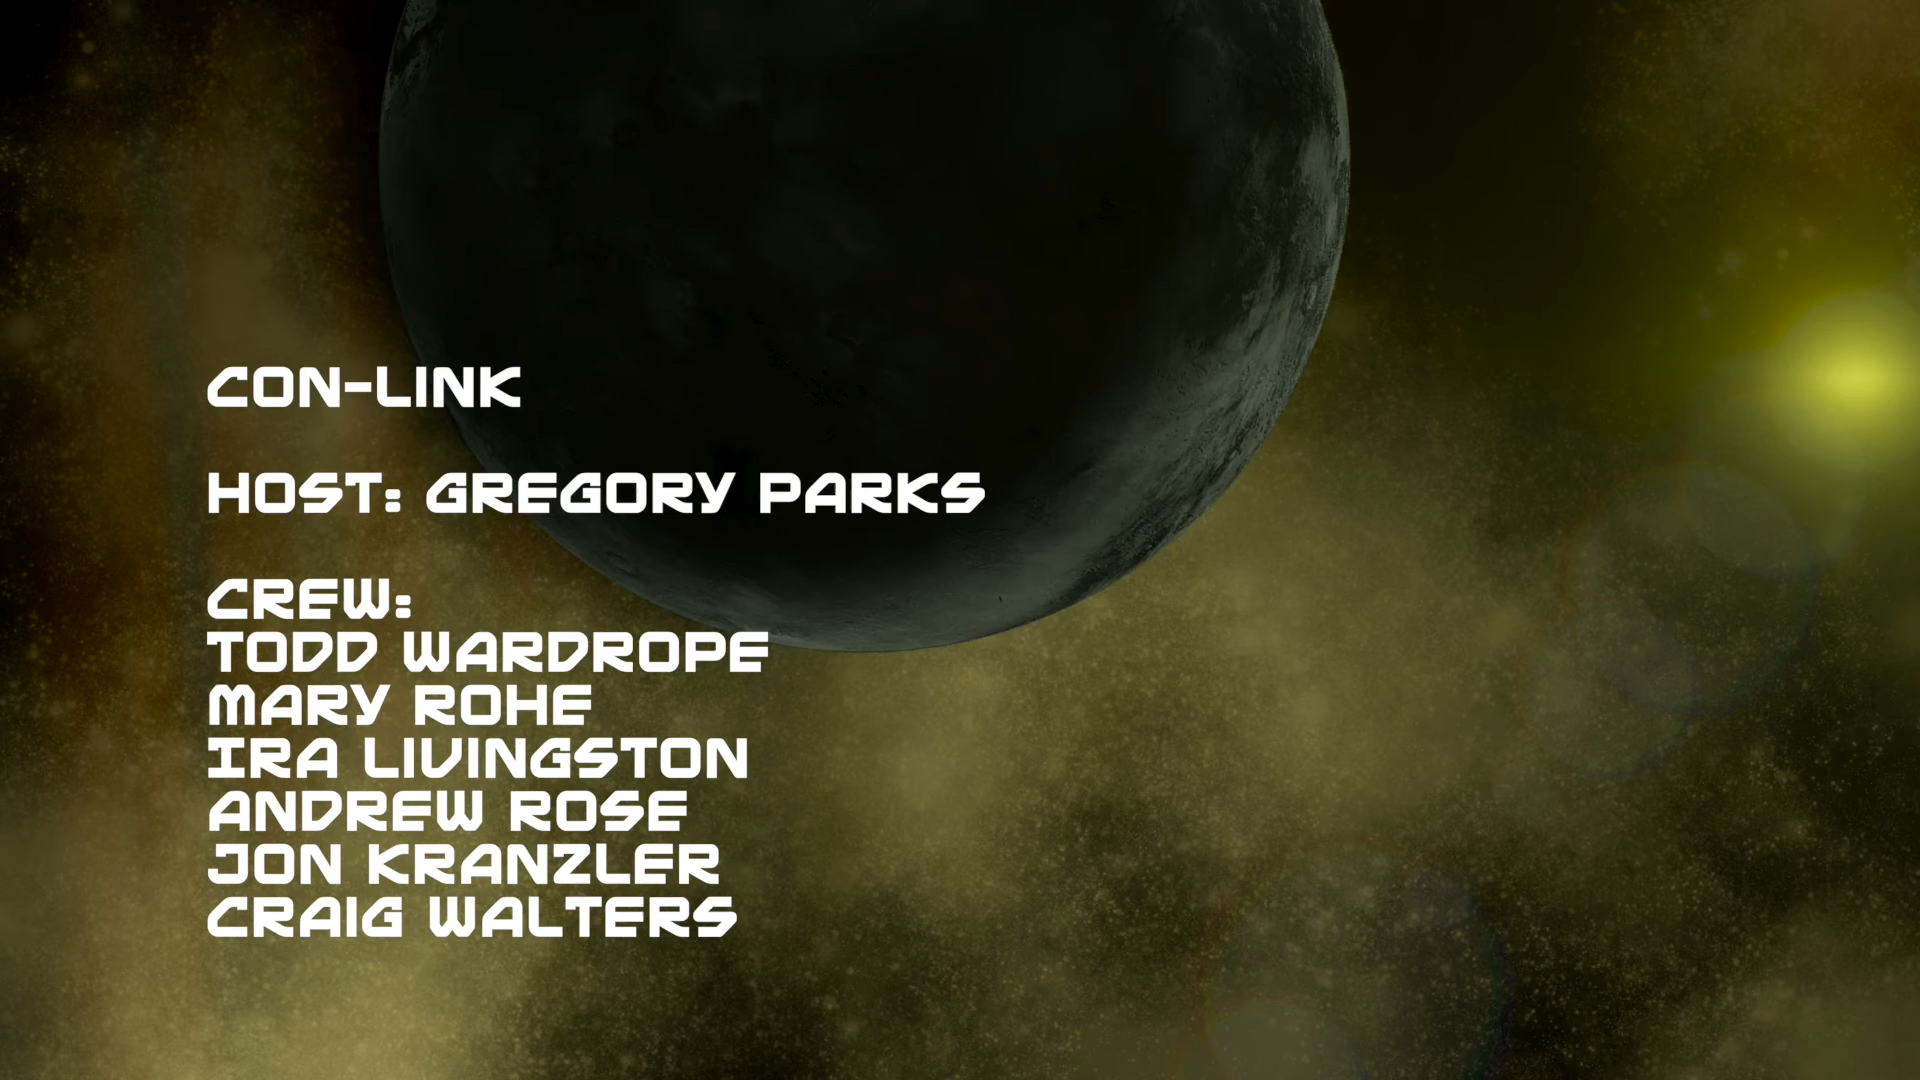 CON-LINK
HOST: GREGORY PARKS
CREW:
TODD WARDROPE
MARY ROHE
IRA LIVINGSTON
ANDREW ROSE
JON KRANZLER
CRAIG WALTERS